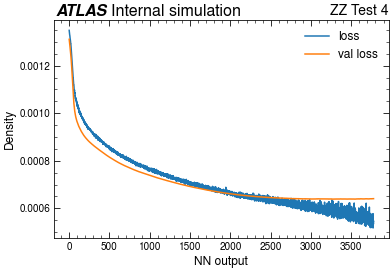 ATLAS Internal simulation
ZZ Test 4
loss
val loss
Density
0.0012
0.0010
0.0008
0.0006
0 500 1000 1500 2000 2500 3000 3500
NN output